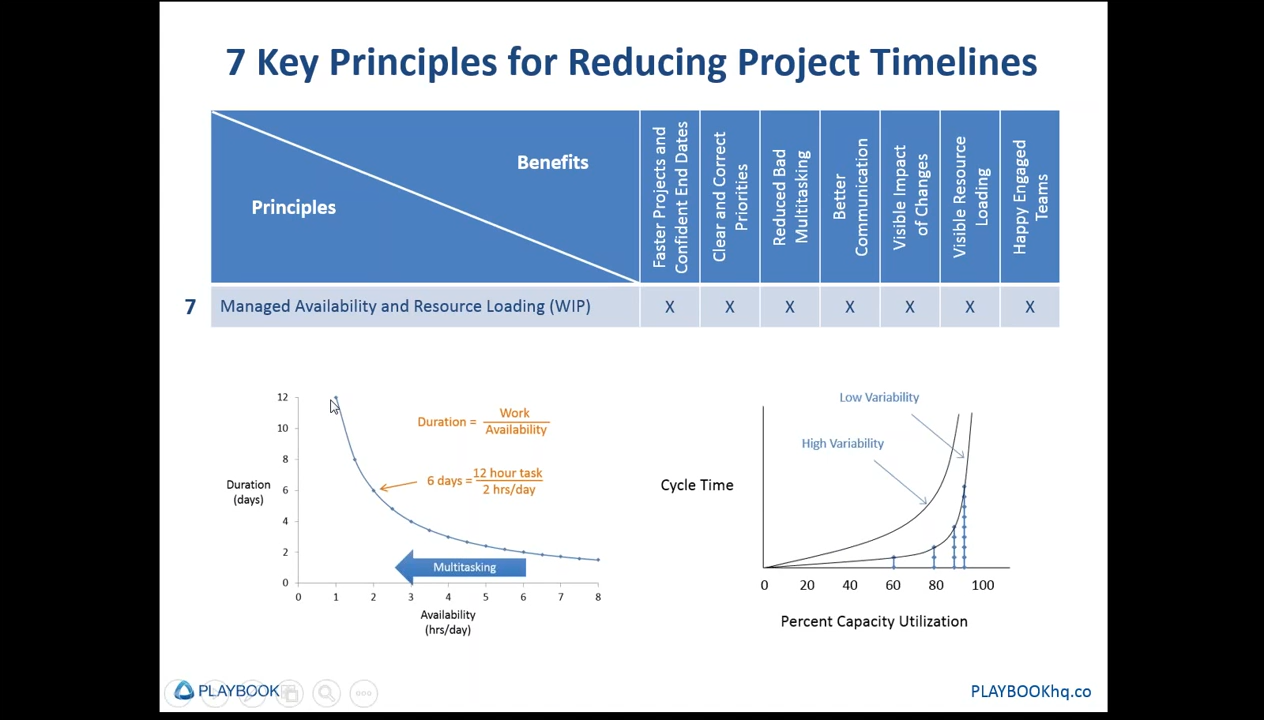 7 Key Principles for Reducing Project Timelines
Benefits
Principles
Faster Projects and
Confident End Dates
Clear and Correct
Priorities
Reduced Bad
Multitasking
Better
Communication
Visible Impact
of Changes
Visible Resource
Loading
Happy Engaged
Teams
7 Managed Availability and Resource Loading (WIP) X X X X X X X
12
10
8
6
4
2
0
Duration
(days)
Duration = Work
Availability
6 days = 12 hour task
2 hrs/day
Multitasking
0 1 2 3 4 5 6 7 8
Availability
(hrs/day)
Low Variability
High Variability
Cycle Time
0 20 40 60 80 100
Percent Capacity Utilization
PLAYBOOK
PLAYBOOKhq.co